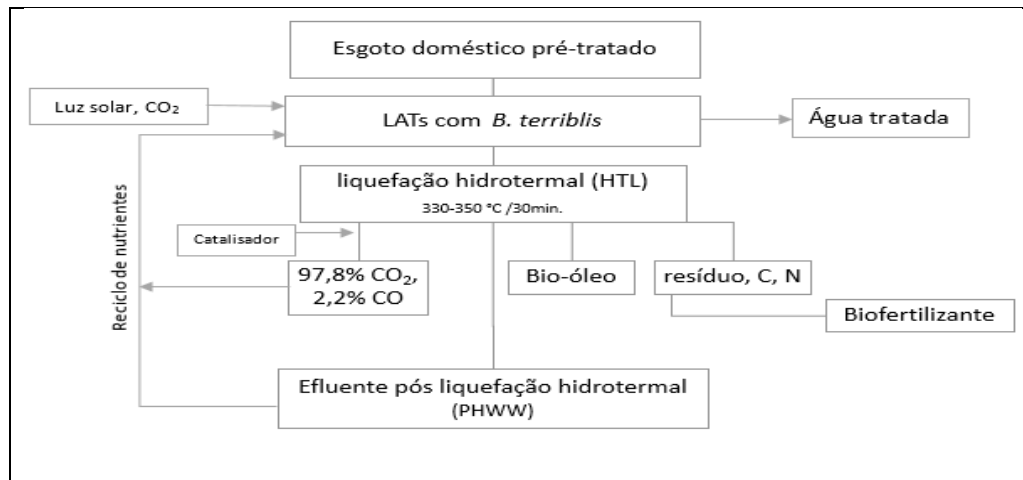 Esgoto doméstico pré-tratado
Luz solar, CO₂
LATs com B. terriblis
Água tratada
liquefação hidrotermal (HTL)
330-350 °C /30min.
Reciclo de nutrientes
Catalisador
97,8% CO₂,
2,2% CO
Bio-óleo
resíduo, C, N
Biofertilizante
Efluente pós liquefação hidrotermal
(PHWW)